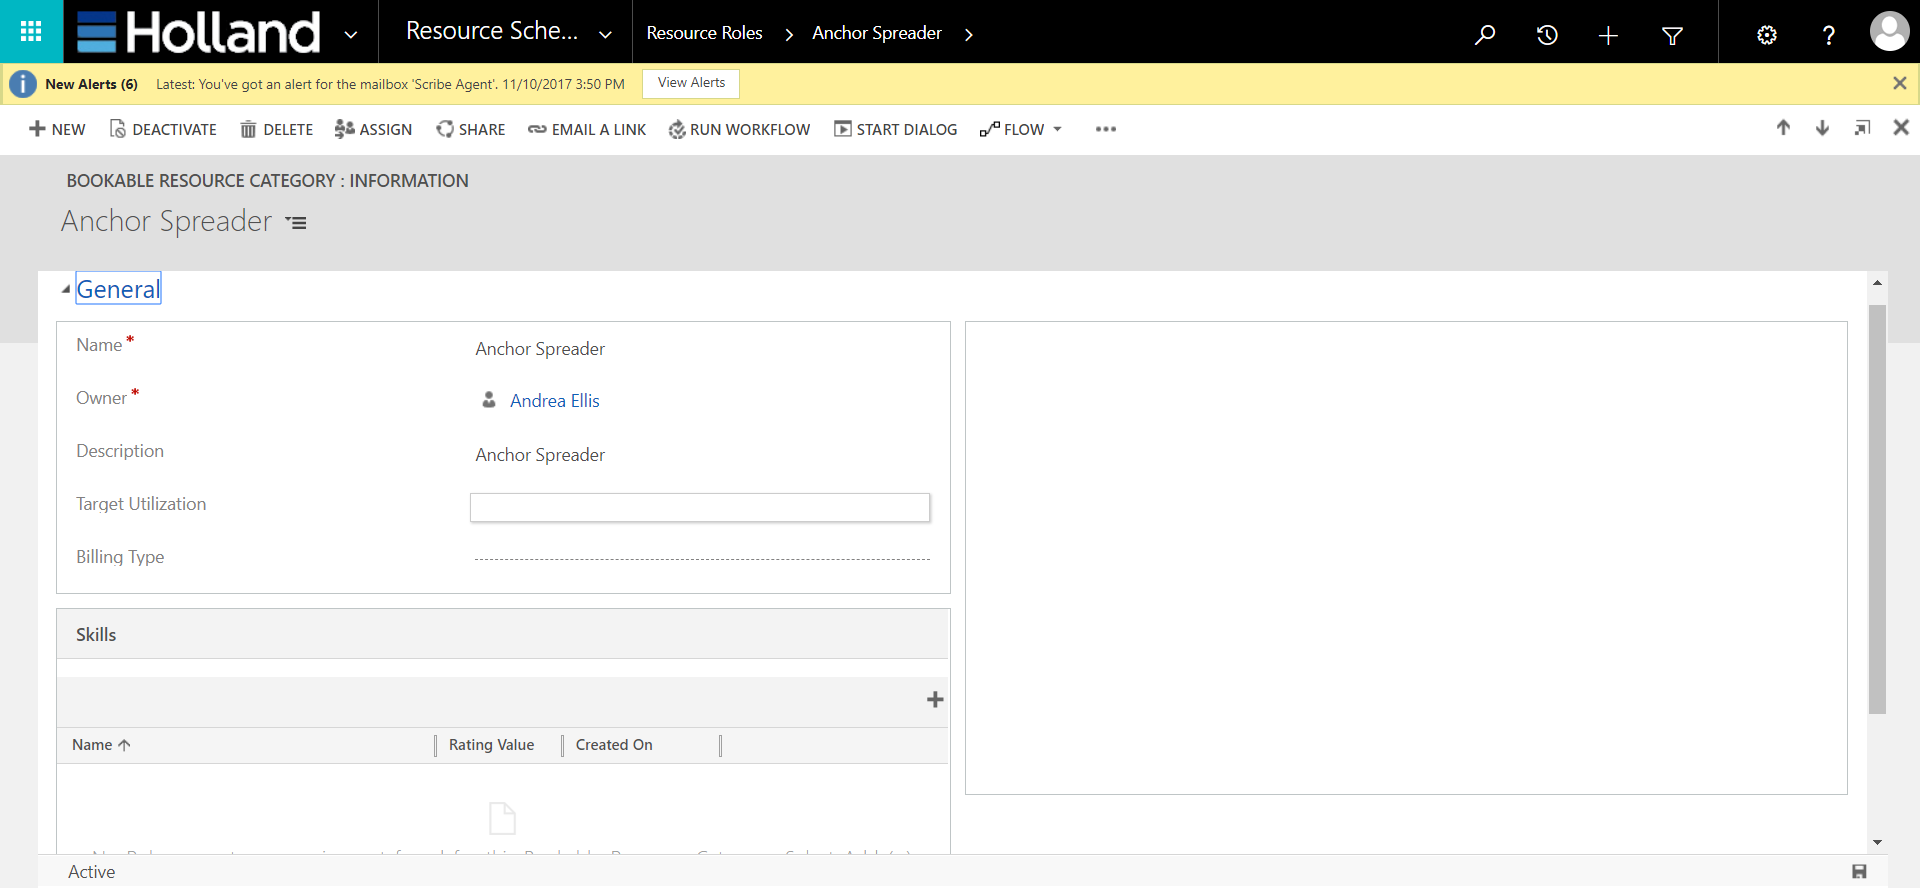 Holland
Resource Sche...
Resource Roles
Anchor Spreader
New Alerts (6) Latest: You've got an alert for the mailbox 'Scribe Agent'. 11/10/2017 3:50 PM View Alerts
NEW DEACTIVATE DELETE ASSIGN SHARE EMAIL A LINK RUN WORKFLOW START DIALOG FLOW
BOOKABLE RESOURCE CATEGORY : INFORMATION
Anchor Spreader
General
Name* Anchor Spreader
Owner* Andrea Ellis
Description Anchor Spreader
Target Utilization
Billing Type
Skills
Name Rating Value Created On
Active